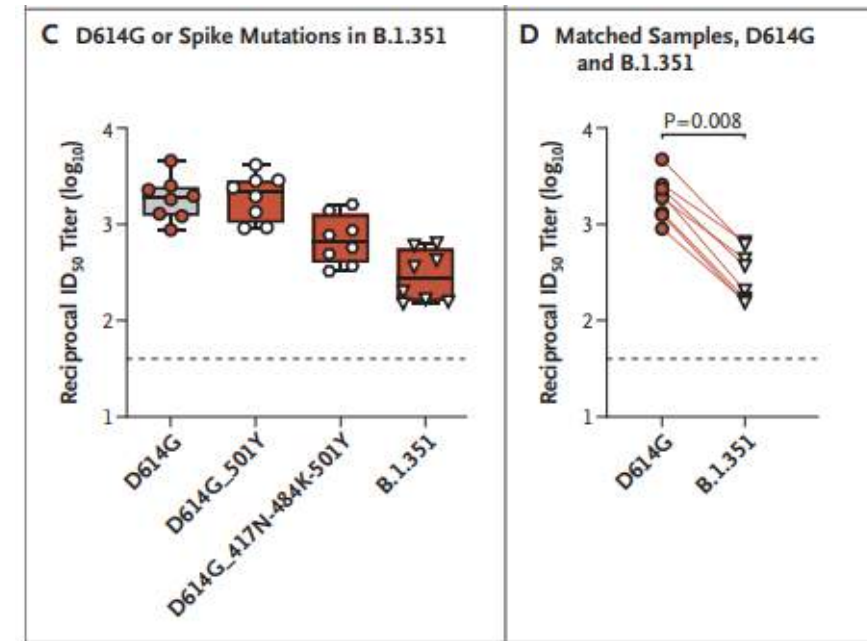 C D614G or Spike Mutations in B.1.351
Reciprocal ID50 Titer (log10)
4
3
2
1
D614G
D614G_501Y
D614G_417N-484K-501Y
B.1.351
D Matched Samples, D614G
and B.1.351
P=0.008
Reciprocal ID50 Titer (log10)
4
3
2
1
D614G
B.1.351